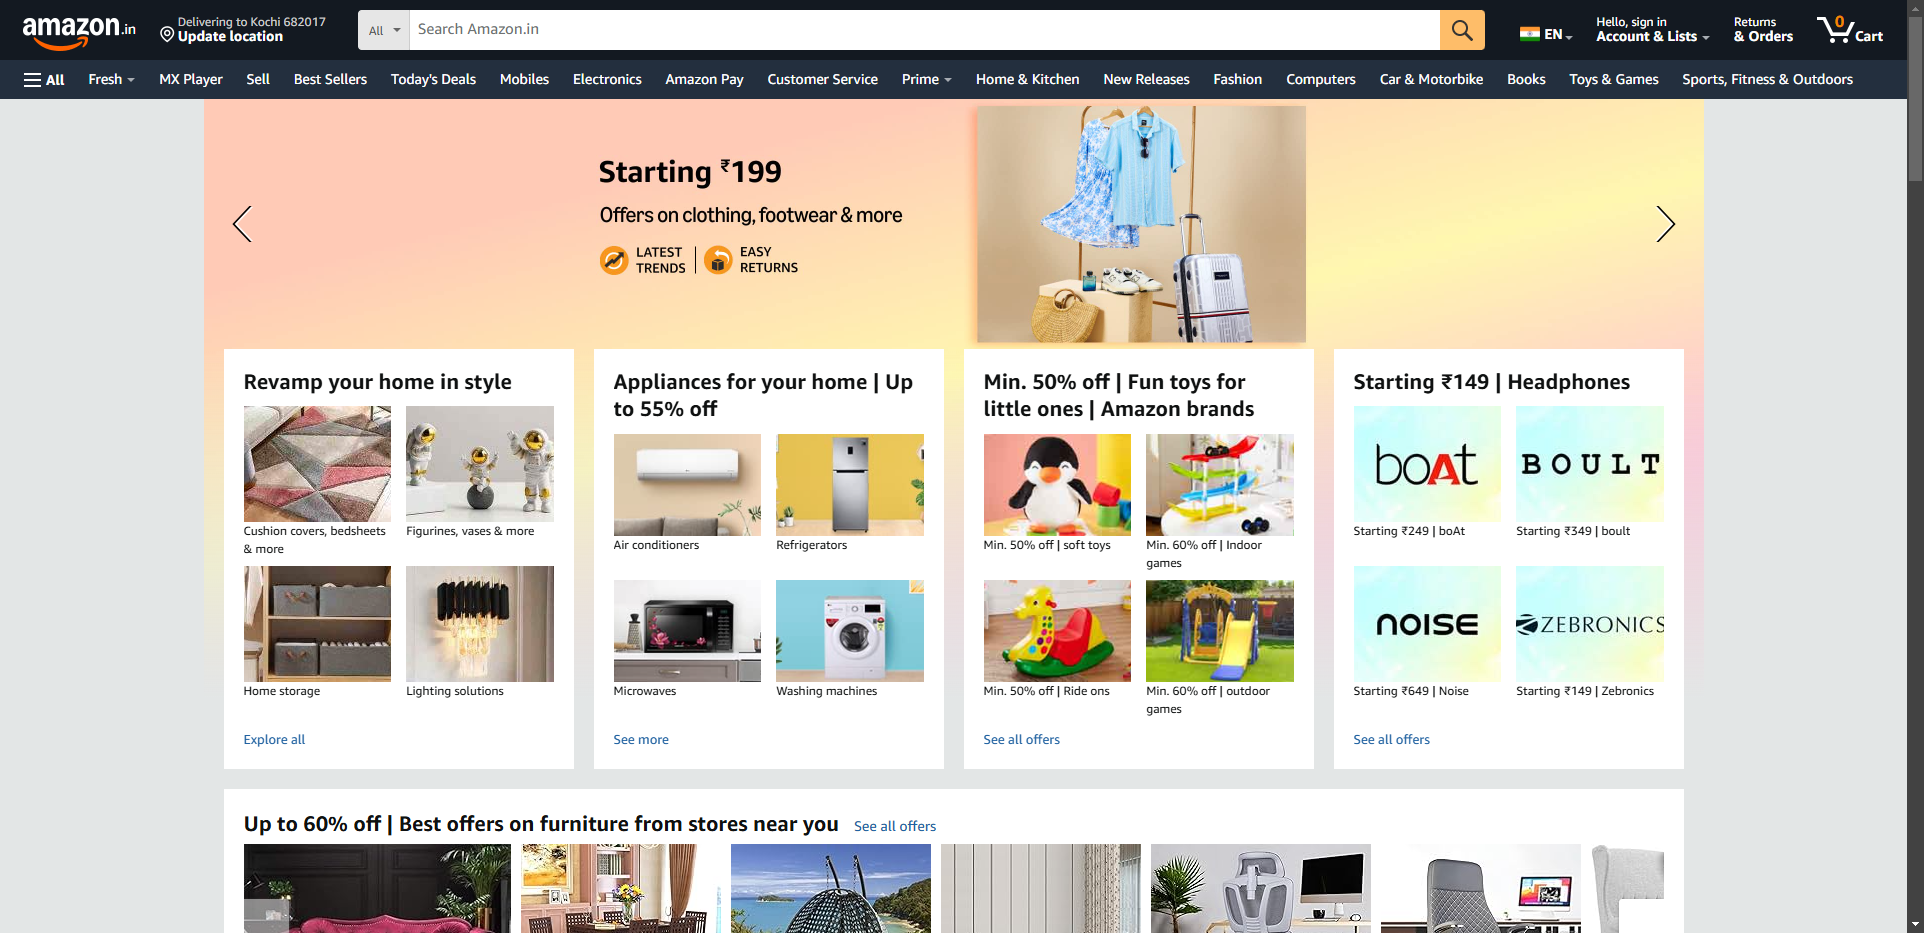 amazon.in
Delivering to Kochi 682017
Update location
All
Search Amazon.in
EN
Hello, sign in
Account & Lists
Returns
& Orders
0
Cart
All
Fresh
MX Player
Sell
Best Sellers
Today's Deals
Mobiles
Electronics
Amazon Pay
Customer Service
Prime
Home & Kitchen
New Releases
Fashion
Computers
Car & Motorbike
Books
Toys & Games
Sports, Fitness & Outdoors
Starting ₹199
Offers on clothing, footwear & more
LATEST
TRENDS
EASY
RETURNS
Revamp your home in style
Cushion covers, bedsheets
& more
Figurines, vases & more
Home storage
Lighting solutions
Explore all
Appliances for your home | Up
to 55% off
Air conditioners
Refrigerators
Microwaves
Washing machines
See more
Min. 50% off | Fun toys for
little ones | Amazon brands
Min. 50% off | soft toys
Min. 60% off | Indoor
games
Min. 50% off | Ride ons
Min. 60% off | outdoor
games
See all offers
Starting ₹149 | Headphones
boAt
BOULT
Starting ₹249 | boAt
Starting ₹349 | boult
NOISE
ZEBRONICS
Starting ₹649 | Noise
Starting ₹149 | Zebronics
See all offers
Up to 60% off | Best offers on furniture from stores near you
See all offers